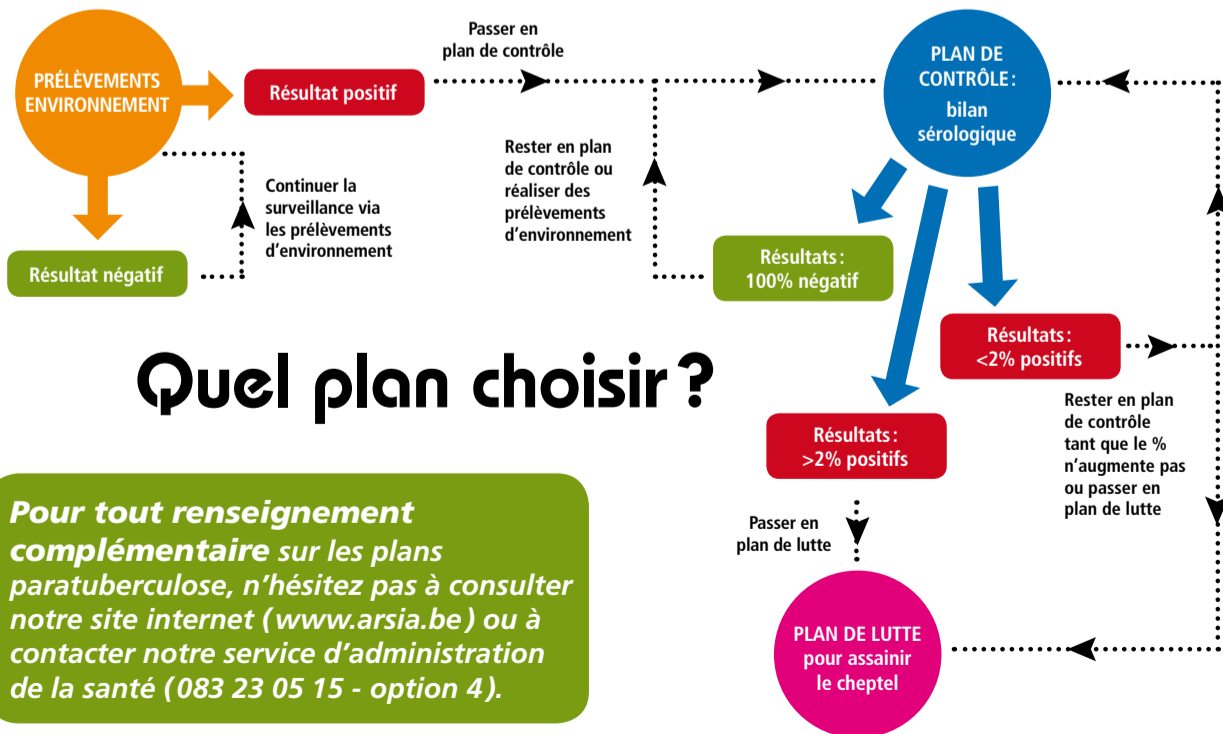 PRÉLÈVEMENTS
ENVIRONNEMENT
Résultat positif
Passer en
plan de contrôle
PLAN DE
CONTRÔLE :
bilan
sérologique
Continuer la
surveillance via
les prélèvements
d'environnement
Résultat négatif
Rester en plan
de contrôle ou
réaliser des
prélèvements
d'environnement
Résultats :
100% négatif
Résultats :
<2% positifs
Rester en plan
de contrôle
tant que le %
n'augmente pas
ou passer en
plan de lutte
Quel plan choisir ?
Résultats :
>2% positifs
Passer en
plan de lutte
PLAN DE LUTTE
pour assainir
le cheptel
Pour tout renseignement
complémentaire sur les plans
paratuberculose, n'hésitez pas à consulter
notre site internet (www.arsia.be) ou à
contacter notre service d'administration
de la santé (083 23 05 15 - option 4).